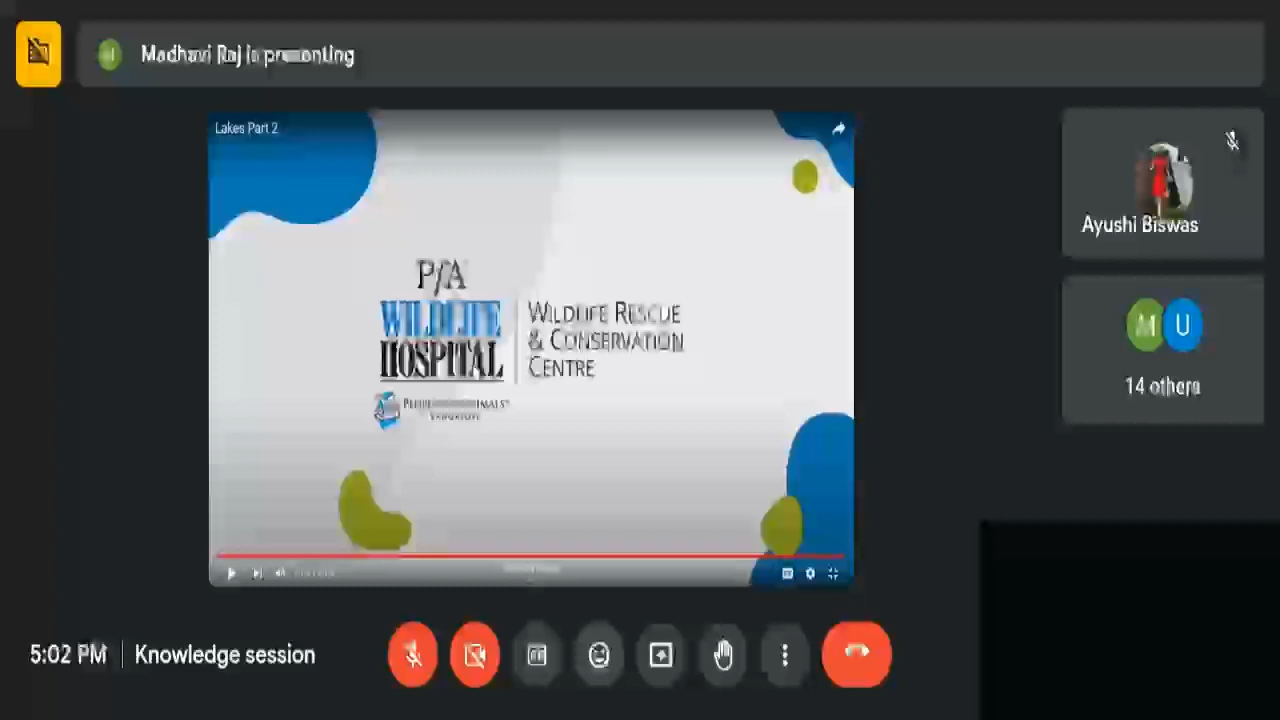 Madhavi Raj is presenting
Lakes Part 2
Ayushi Biswas
PfA
WILDLIFE
HOSPITAL
WILDLIFE RESCUE
& CONSERVATION
CENTRE
M U
14 others
5:02 PM
Knowledge session